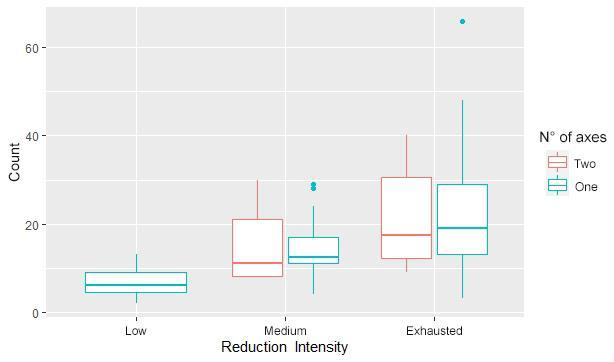 60
40
20
0
Count
Low Medium Exhausted
Reduction Intensity
N° of axes
Two
One